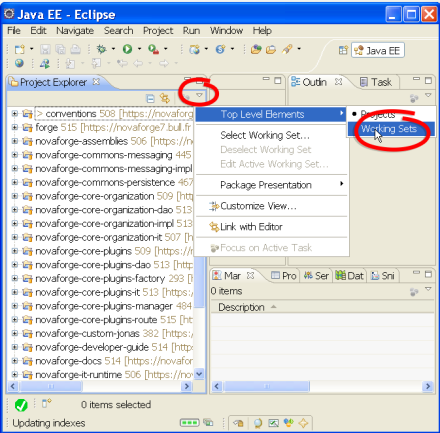 Java EE - Eclipse
File Edit Navigate Search Project Run Window Help
Java EE
Project Explorer
Outlin
Task
> conventions 508 [https://novaforg
forge 515 [https://novaforge7.bull.fr
novaforge-assemblies 506 [https://n
novaforge-commons-messaging 445
novaforge-commons-messaging-impl
novaforge-commons-persistence 467
novaforge-core-organization 509 [htt
novaforge-core-organization-dao 513
novaforge-core-organization-impl 513
novaforge-core-organization-it 507 [h
novaforge-core-plugins 509 [https://n
novaforge-core-plugins-dao 513 [http
novaforge-core-plugins-factory 293 [
novaforge-core-plugins-it 513 [https:/
novaforge-core-plugins-manager 484
novaforge-core-plugins-route 515 [ht
novaforge-custom-jonas 382 [https:/
novaforge-developer-guide 514 [http
novaforge-docs 514 [https://novafor
novaforge-it-runtime 506 [https://nov
Top Level Elements
Select Working Set...
Deselect Working Set
Edit Active Working Set...
Package Presentation
Customize View...
Link with Editor
Focus on Active Task
Projects
Working Sets
Mar
Pro
Ser
Dat
Sni
0 items
Description
0 items selected
Updating indexes